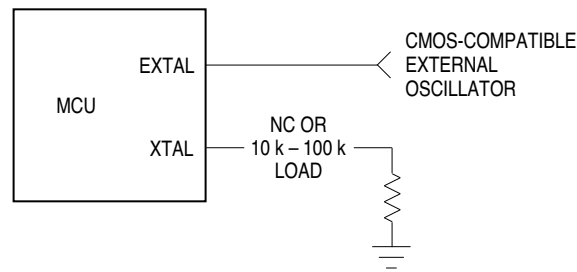 MCU
EXTAL
XTAL
CMOS-COMPATIBLE
EXTERNAL
OSCILLATOR
NC OR
10 k – 100 k
LOAD